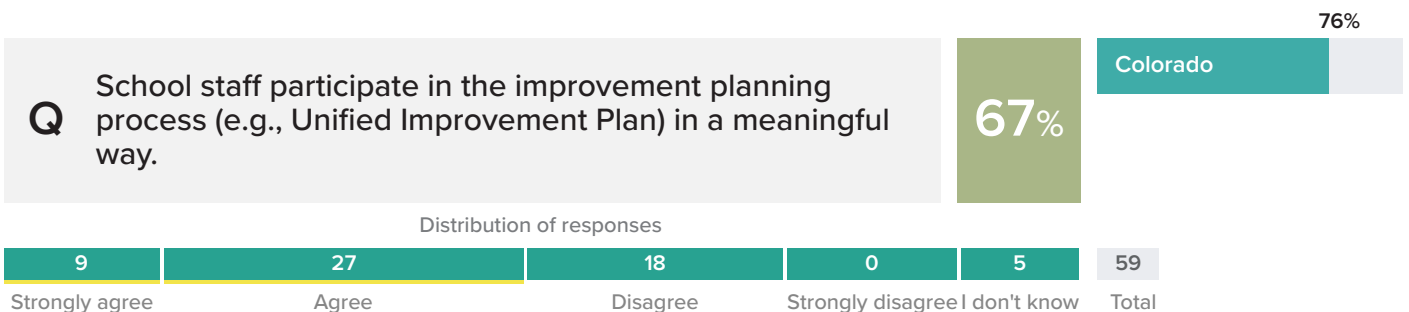 76%
Q
School staff participate in the improvement planning
process (e.g., Unified Improvement Plan) in a meaningful
way.
67%
Colorado
Distribution of responses
9 27 18 0 5 59
Strongly agree Agree Disagree Strongly disagree I don't know Total